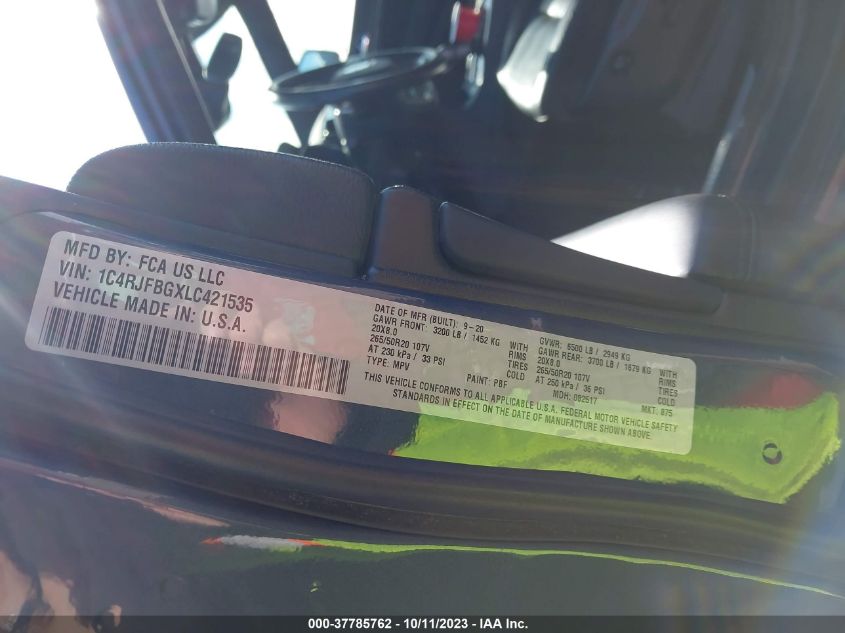 MFD BY: FCA US LLC
VIN: 1C4RJFBGXLC421535
VEHICLE MADE IN: U.S.A.
DATE OF MFR (BUILT): 9-20
GAWR FRONT: 3200 LB / 1452 KG WITH
20X8.0 RIMS
265/50R20 107V TIRES
AT 230 kPa / 33 PSI COLD
TYPE: MPV PAINT: PBF
GVWR: 6500 LB / 2949 KG
GAWR REAR: 3700 LB / 1679 KG WITH
20X8.0 RIMS
265/50R20 107V TIRES
AT 250 kPa / 36 PSI COLD
MDH: 092517 MKT: 875
THIS VEHICLE CONFORMS TO ALL APPLICABLE U.S.A. FEDERAL MOTOR VEHICLE SAFETY
STANDARDS IN EFFECT ON THE DATE OF MANUFACTURE SHOWN ABOVE.
000-37785762 - 10/11/2023 - IAA Inc.